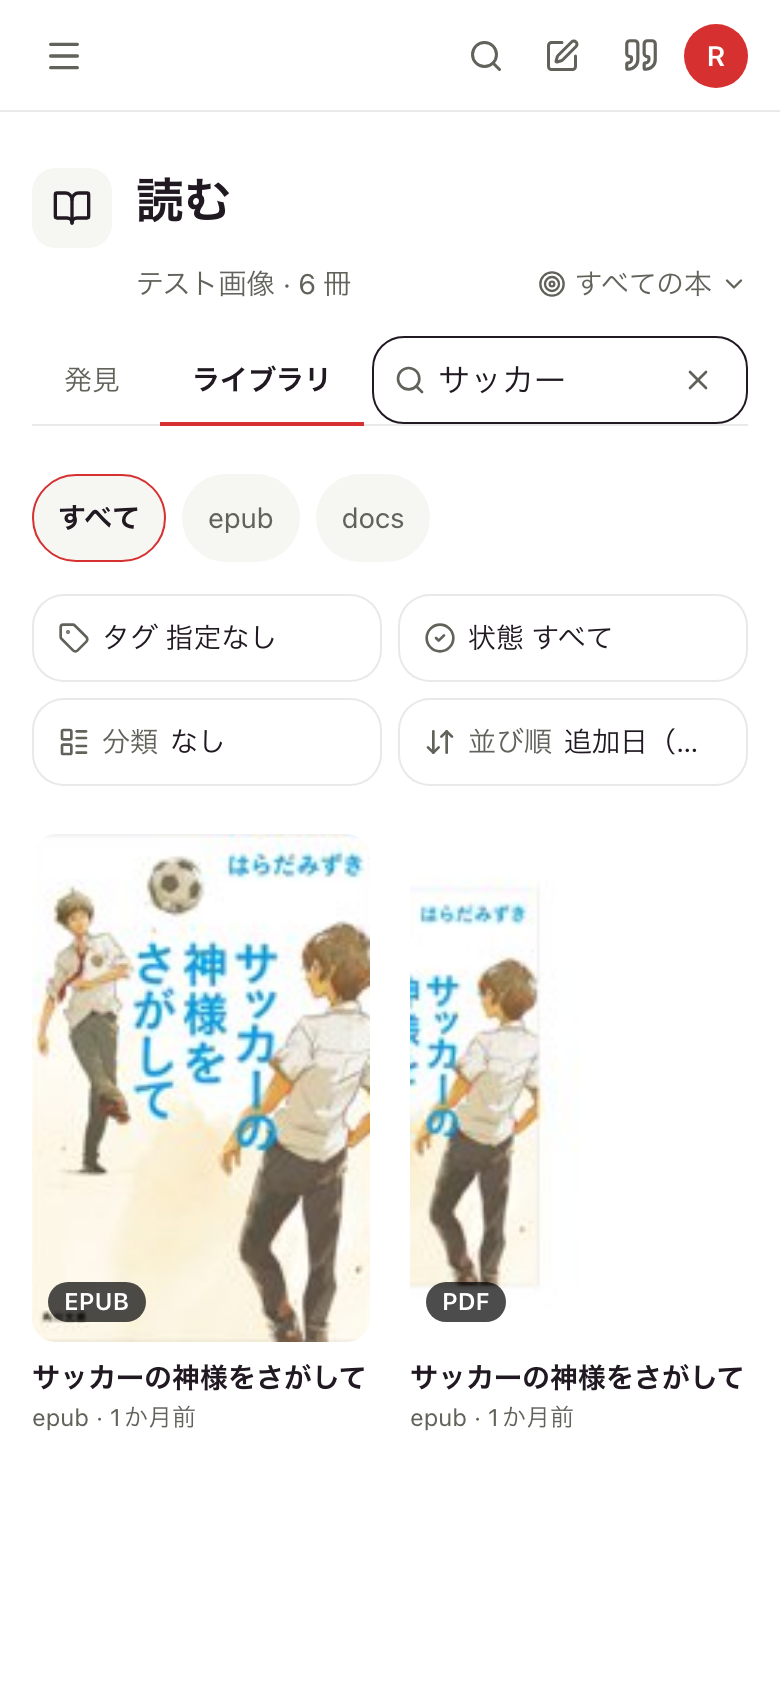 R
読む
テスト画像 · 6 冊
すべての本
発見
ライブラリ
サッカー
すべて
epub
docs
タグ 指定なし
状態 すべて
分類 なし
並び順 追加日（...
はらだみずき
サッカーの
神様を
さがして
EPUB
はらだみずき
サッカーの
PDF
サッカーの神様をさがして
epub · 1か月前
サッカーの神様をさがして
epub · 1か月前